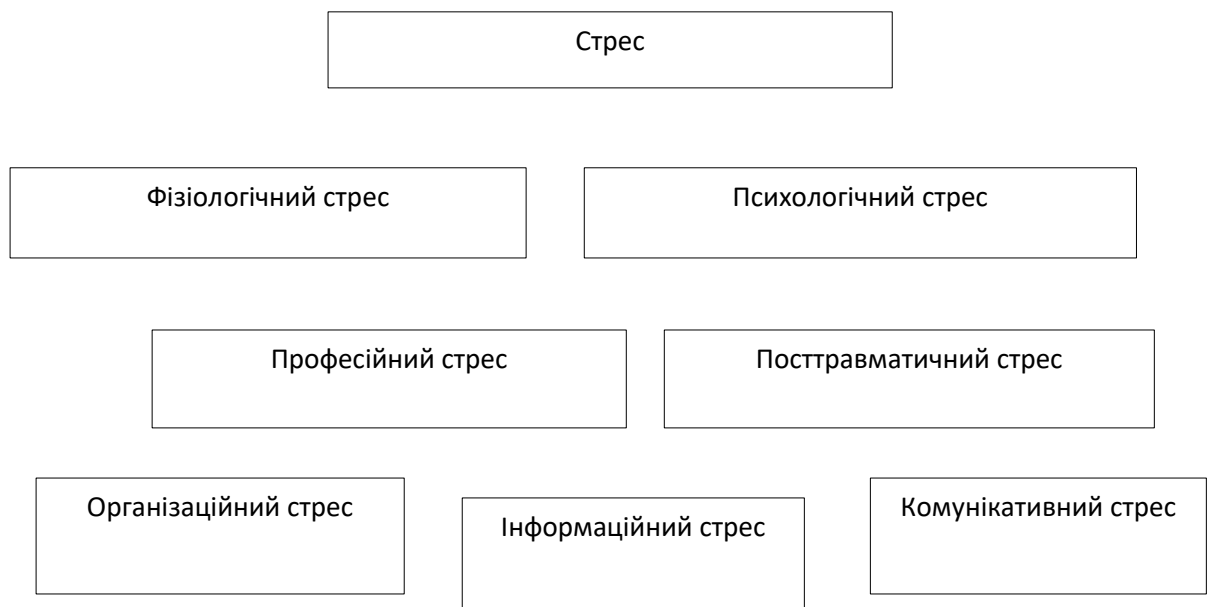 Стрес
Фізіологічний стрес
Психологічний стрес
Професійний стрес
Посттравматичний стрес
Організаційний стрес
Інформаційний стрес
Комунікативний стрес